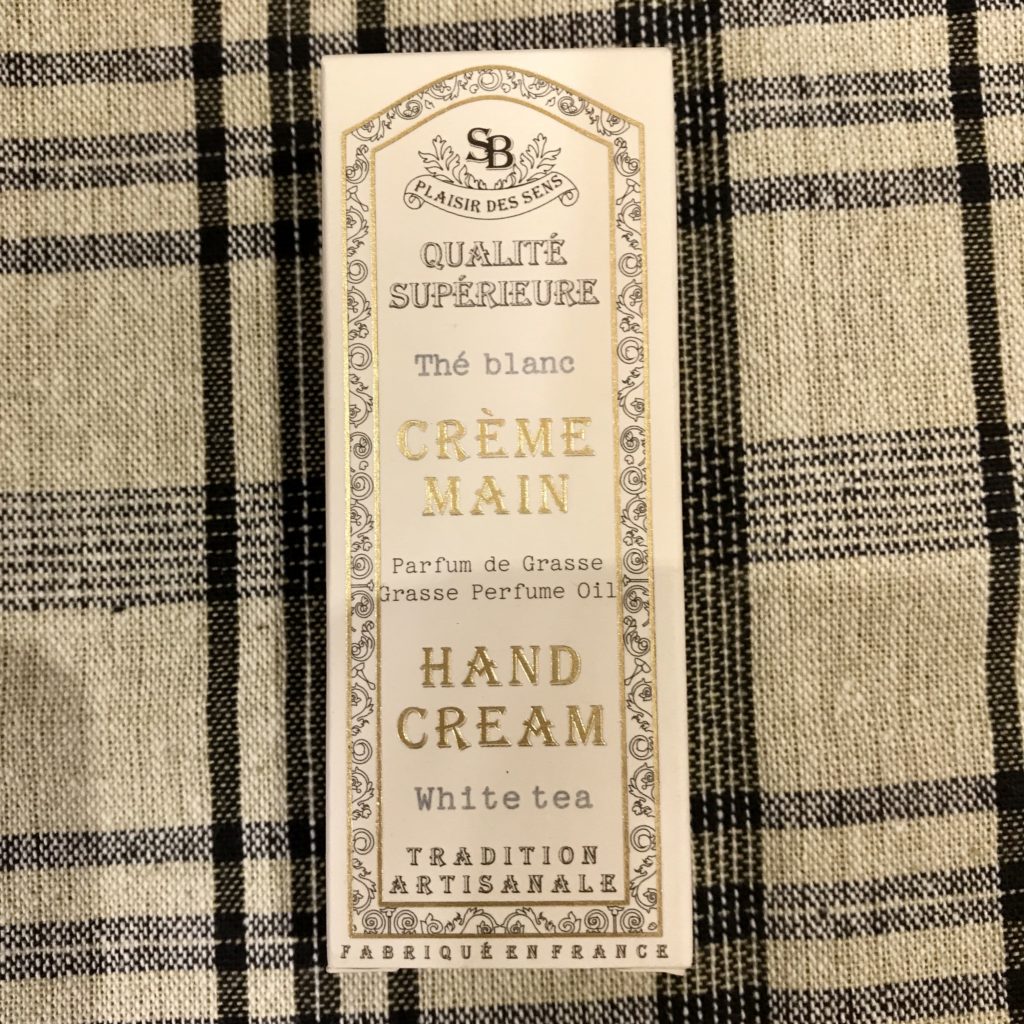 SB
PLAISIR DES SENS
QUALITÉ
SUPÉRIEURE
Thé blanc
CRÈME
MAIN
Parfum de Grasse
Grasse Perfume Oil
HAND
CREAM
White tea
TRADITION
ARTISANALE
FABRIQUÉ EN FRANCE